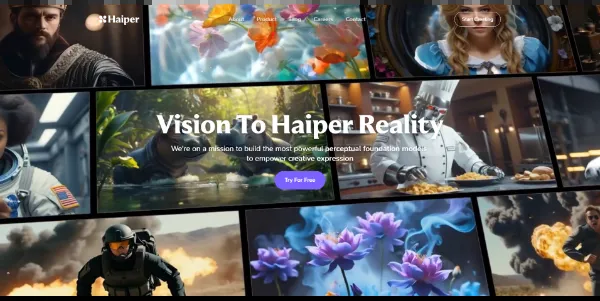 Haiper
About Product Blog Careers Contact
Start Creating
Vision To Haiper Reality
We're on a mission to build the most powerful perceptual foundation models
to empower creative expression
Try For Free